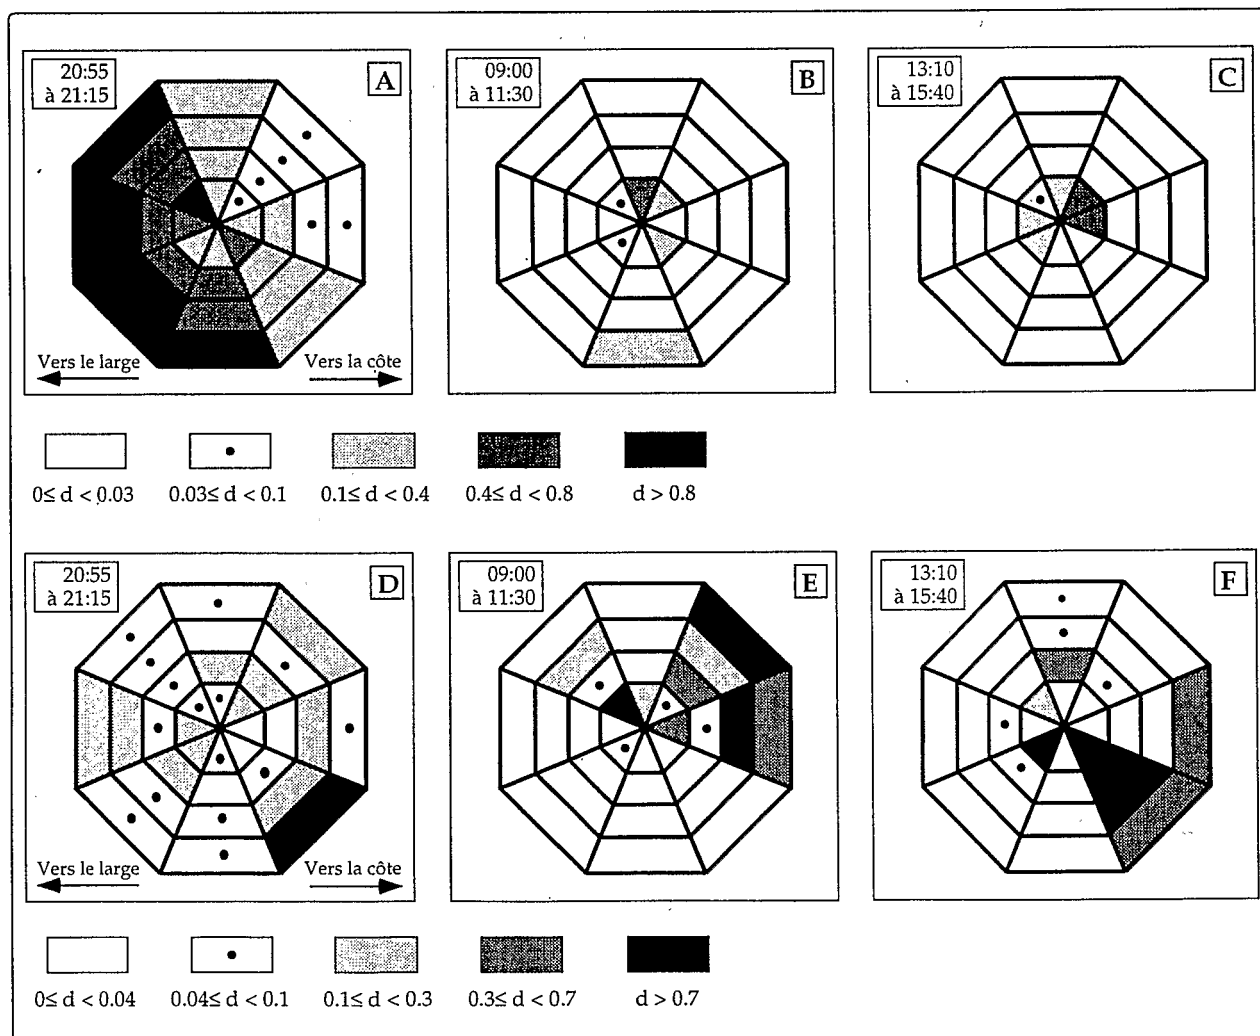 20:55
à 21:15
A
09:00
à 11:30
B
13:10
à 15:40
C
Vers le large
Vers la côte
0≤ d < 0.03
0.03≤ d < 0.1
0.1≤ d < 0.4
0.4≤ d < 0.8
d > 0.8
20:55
à 21:15
D
09:00
à 11:30
E
13:10
à 15:40
F
Vers le large
Vers la côte
0≤ d < 0.04
0.04≤ d < 0.1
0.1≤ d < 0.3
0.3≤ d < 0.7
d > 0.7